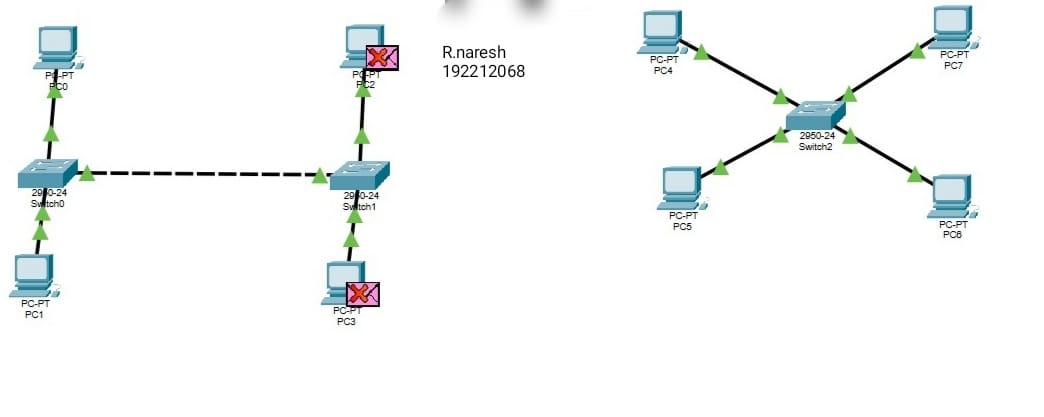 PC-PT
PC0
2950-24
Switch0
PC-PT
PC1
PC-PT
PC2
2950-24
Switch1
PC-PT
PC3
R.naresh
192212068
PC-PT
PC4
PC-PT
PC7
2950-24
Switch2
PC-PT
PC5
PC-PT
PC6